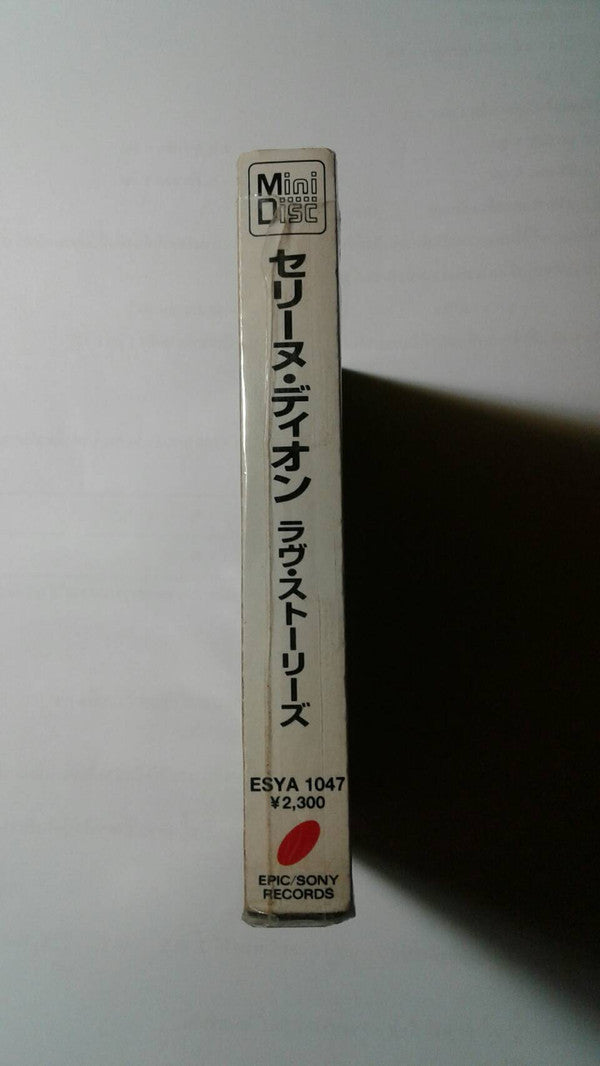 Mini
Disc
セリーヌ・ディオン ラヴ・ストーリーズ
ESYA 1047
¥2,300
EPIC/SONY
RECORDS